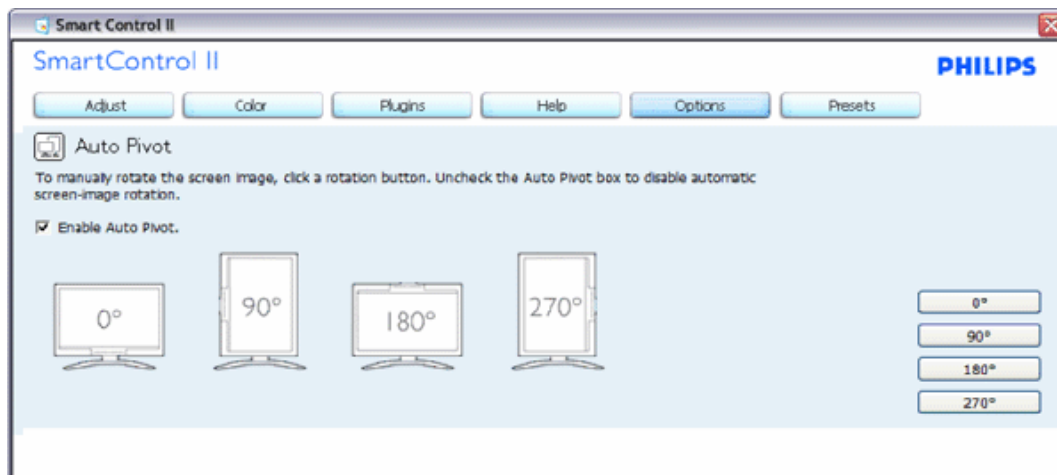 Smart Control II
SmartControl II
PHILIPS
Adjust Color Plugins Help Options Presets
Auto Pivot
To manually rotate the screen image, click a rotation button. Uncheck the Auto Pivot box to disable automatic
screen-image rotation.
Enable Auto Pivot.
0° 90° 180° 270°
0°
90°
180°
270°